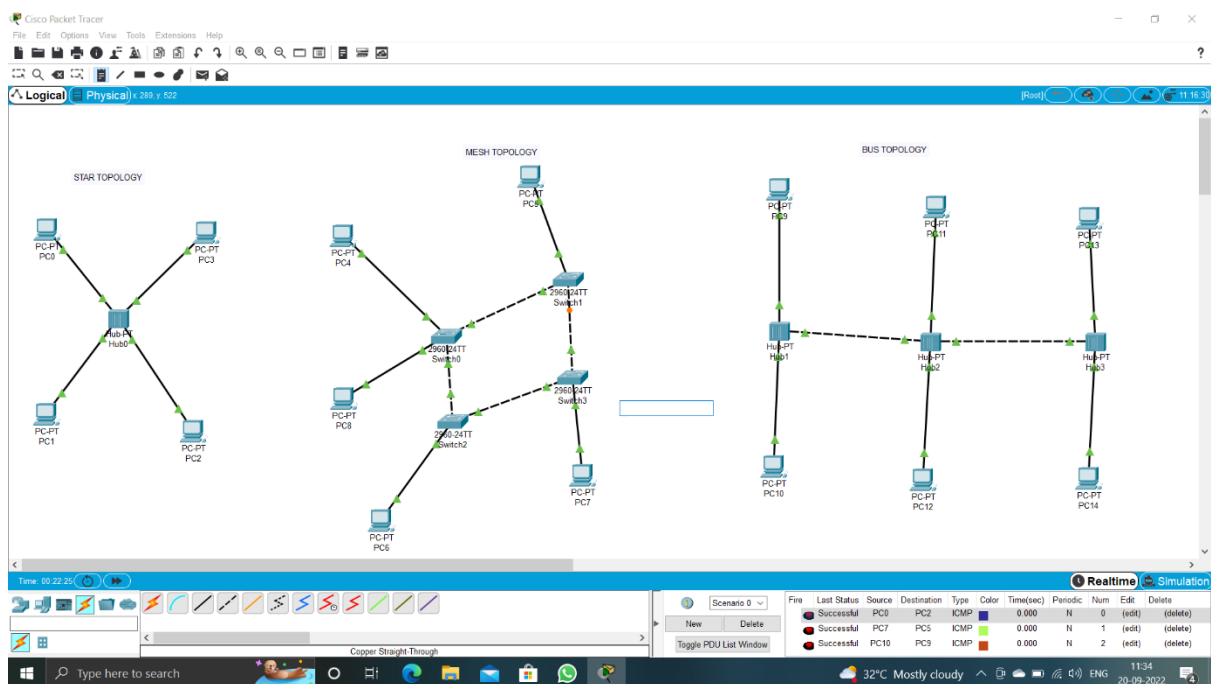 Cisco Packet Tracer
File Edit Options View Tools Extensions Help
?
Logical Physical x: 289, y: 522 [Root] 11:16:30
MESH TOPOLOGY
BUS TOPOLOGY
STAR TOPOLOGY
PC-PT
PC0
PC-PT
PC3
Hub-PT
Hub0
PC-PT
PC1
PC-PT
PC2
PC-PT
PC5
PC-PT
PC4
2960-24TT
Switch1
2960-24TT
Switch0
2960-24TT
Switch3
PC-PT
PC8
2960-24TT
Switch2
PC-PT
PC7
PC-PT
PC6
PC-PT
PC9
PC-PT
PC11
PC-PT
PC13
Hub-PT
Hub1
Hub-PT
Hub2
Hub-PT
Hub3
PC-PT
PC10
PC-PT
PC12
PC-PT
PC14
Time: 00:22:25 Realtime Simulation
Scenario 0
New Delete
Toggle PDU List Window
Fire Last Status Source Destination Type Color Time(sec) Periodic Num Edit Delete
Successful PC0 PC2 ICMP 0.000 N 0 (edit) (delete)
Successful PC7 PC5 ICMP 0.000 N 1 (edit) (delete)
Successful PC10 PC9 ICMP 0.000 N 2 (edit) (delete)
Copper Straight-Through
Type here to search
32°C Mostly cloudy ENG 11:34
20-09-2022
4